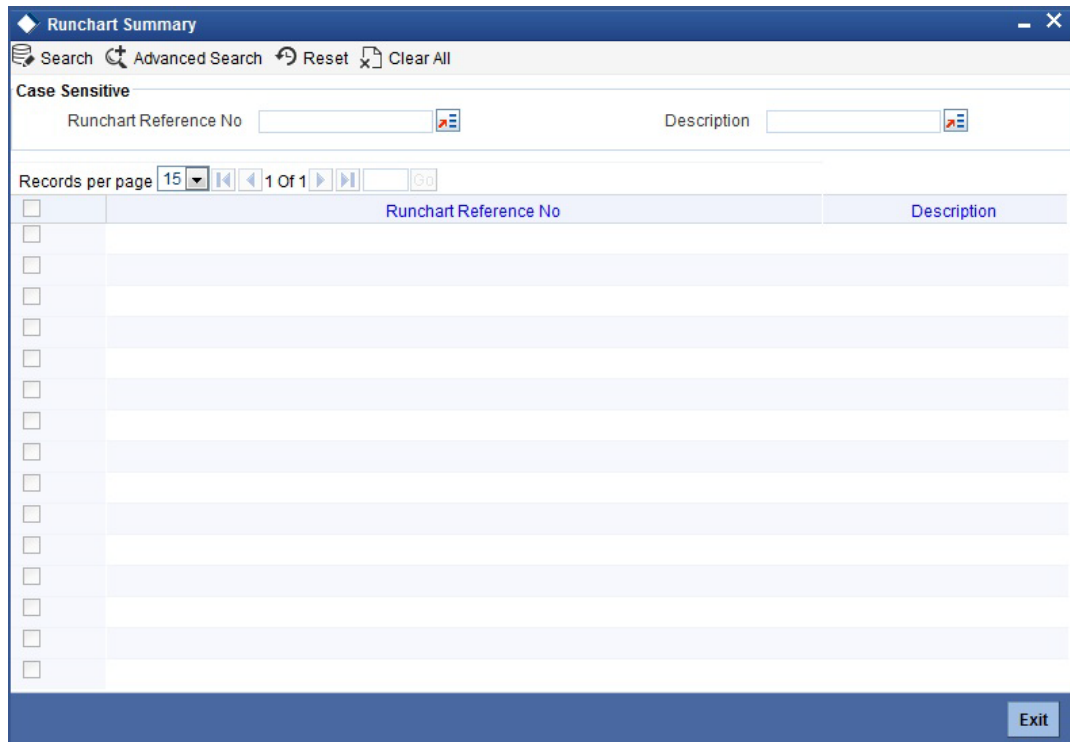 Runchart Summary
Search Advanced Search Reset Clear All
Case Sensitive
Runchart Reference No Description
Records per page 15 1 Of 1 Go
Runchart Reference No Description
Exit